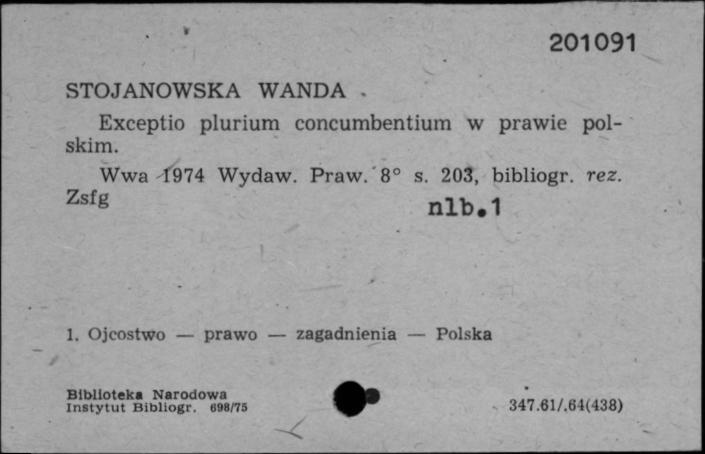 201091
STOJANOWSKA WANDA
Exceptio plurium concumbentium w prawie pol-
skim.
Wwa 1974 Wydaw. Praw. 8° s. 203, bibliogr. rez.
Zsfg
nlb.1
1. Ojcostwo — prawo — zagadnienia — Polska
Biblioteka Narodowa
Instytut Bibliogr. 698/75
347.61/.64(438)